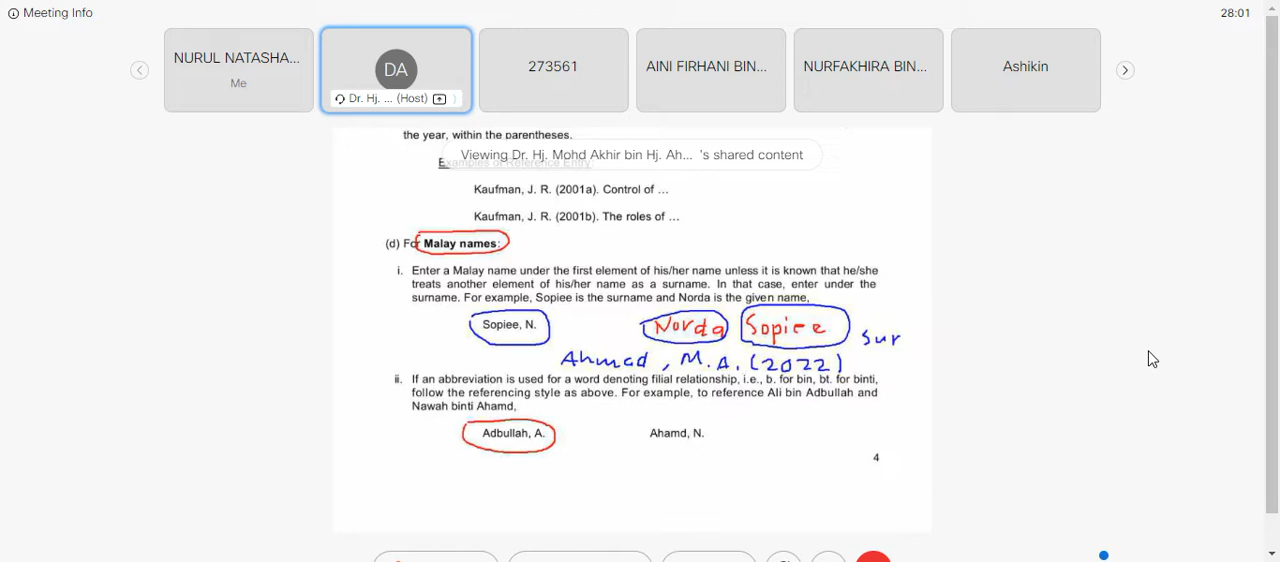 Meeting Info
28:01
NURUL NATASHA...
Me
DA
Dr. Hj. ... (Host)
273561
AINI FIRHANI BIN...
NURFAKHIRA BIN...
Ashikin
the year, within the parentheses.
Viewing Dr. Hj. Mohd Akhir bin Hj. Ah... 's shared content
Examples of Reference Entry:
Kaufman, J. R. (2001a). Control of ...
Kaufman, J. R. (2001b). The roles of ...
(d) For Malay names:
i. Enter a Malay name under the first element of his/her name unless it is known that he/she
treats another element of his/her name as a surname. In that case, enter under the
surname. For example, Sopiee is the surname and Norda is the given name,
Sopiee, N. Norda Sopiee
Sur
Ahmad, M.A. (2022)
ii. If an abbreviation is used for a word denoting filial relationship, i.e., b. for bin, bt. for binti,
follow the referencing style as above. For example, to reference Ali bin Adbullah and
Nawah binti Ahamd,
Adbullah, A. Ahamd, N.
4